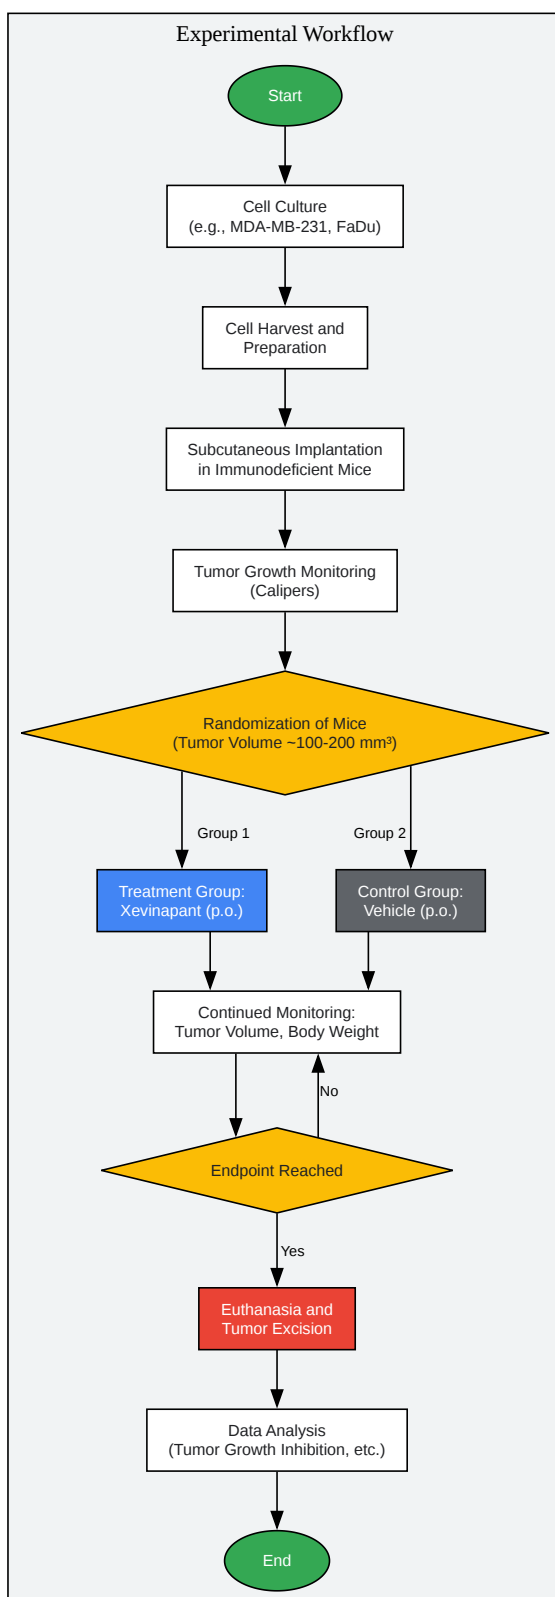 Experimental Workflow
Start
Cell Culture
(e.g., MDA-MB-231, FaDu)
Cell Harvest and
Preparation
Subcutaneous Implantation
in Immunodeficient Mice
Tumor Growth Monitoring
(Calipers)
Randomization of Mice
(Tumor Volume ~100-200 mm³)
Group 1
Group 2
Treatment Group:
Xevinapant (p.o.)
Control Group:
Vehicle (p.o.)
Continued Monitoring:
Tumor Volume, Body Weight
No
Endpoint Reached
Yes
Euthanasia and
Tumor Excision
Data Analysis
(Tumor Growth Inhibition, etc.)
End